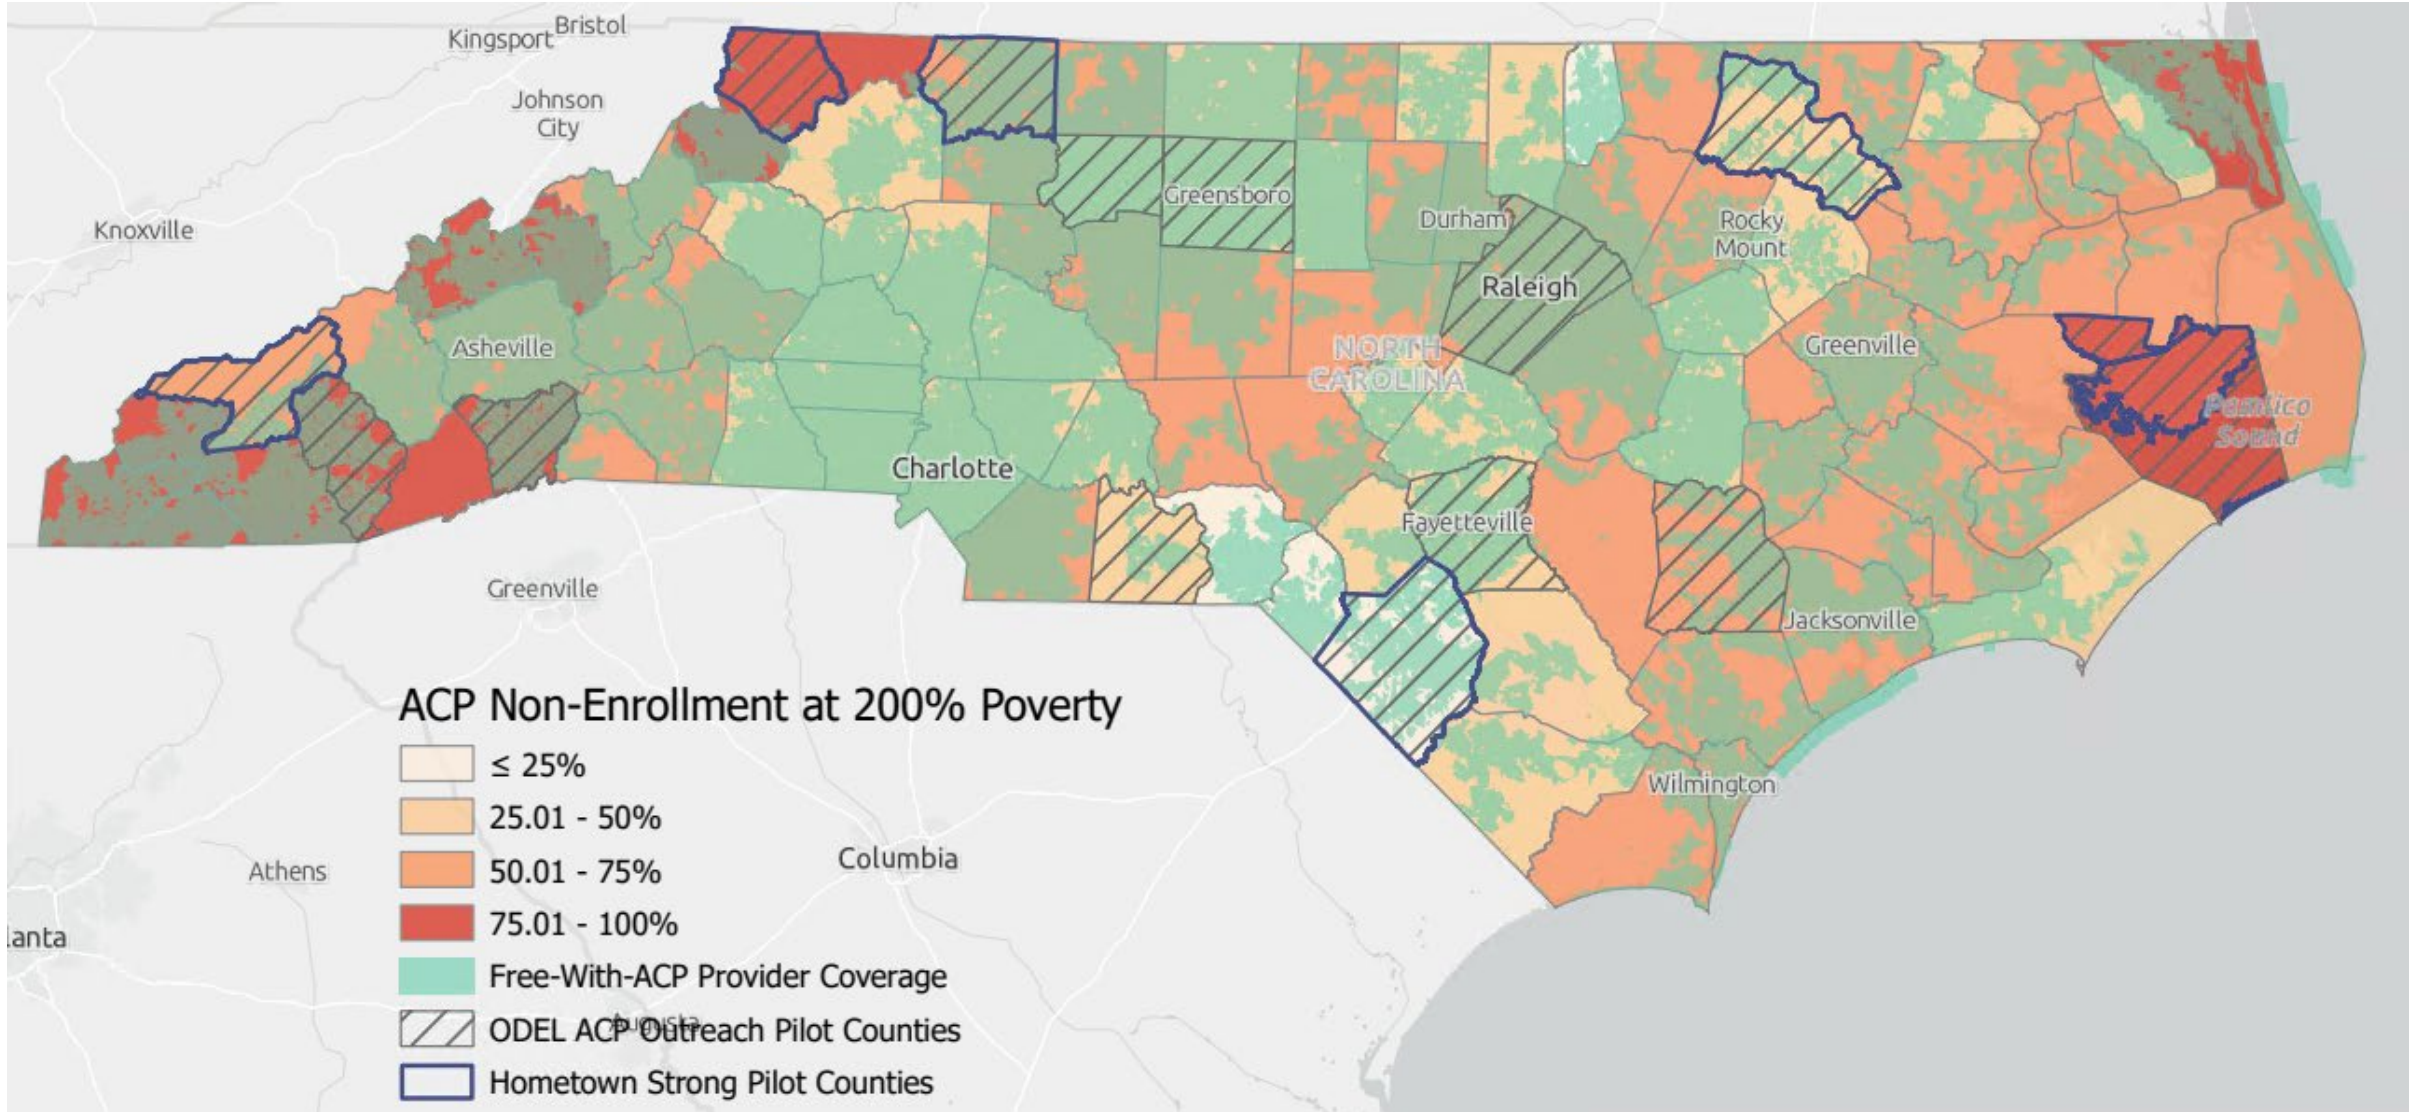 Bristol
Kingsport
Johnson
City
Knoxville
Greensboro
Durham
Rocky
Mount
Raleigh
Asheville
NORTH
CAROLINA
Greenville
Pamlico
Sound
Charlotte
Fayetteville
Greenville
Jacksonville
Wilmington
Columbia
Athens
lanta
Augusta
ACP Non-Enrollment at 200% Poverty
≤ 25%
25.01 - 50%
50.01 - 75%
75.01 - 100%
Free-With-ACP Provider Coverage
ODEL ACP Outreach Pilot Counties
Hometown Strong Pilot Counties